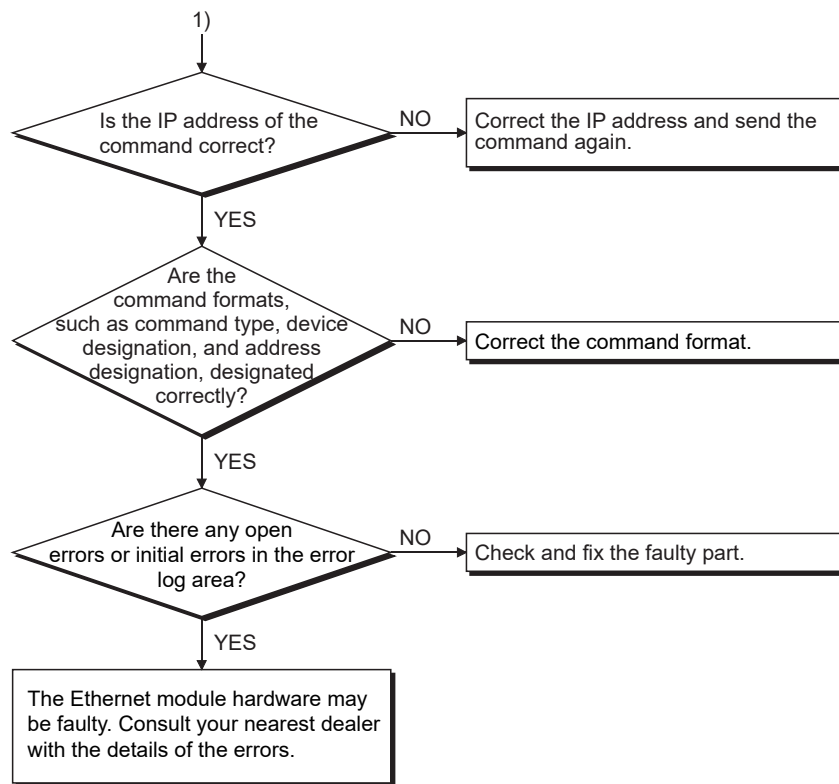 1)
Is the IP address of the
command correct?
NO
Correct the IP address and send the
command again.
YES
Are the
command formats,
such as command type, device
designation, and address
designation, designated
correctly?
NO
Correct the command format.
YES
Are there any open
errors or initial errors in the error
log area?
NO
Check and fix the faulty part.
YES
The Ethernet module hardware may
be faulty. Consult your nearest dealer
with the details of the errors.